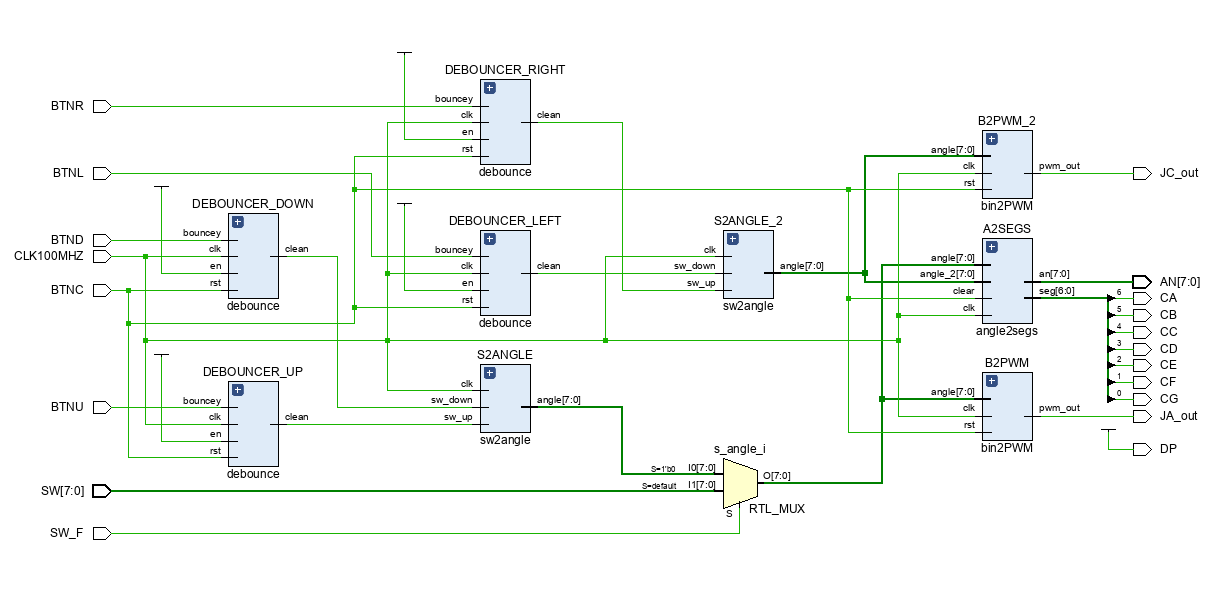 DEBOUNCER_RIGHT
BTNR
bouncey
clk
en
rst
clean
debounce
BTNL
DEBOUNCER_DOWN
BTND
CLK100MHZ
BTNC
bouncey
clk
en
rst
clean
debounce
DEBOUNCER_LEFT
bouncey
clk
en
rst
clean
debounce
S2ANGLE_2
clk
sw_down
sw_up
angle[7:0]
sw2angle
B2PWM_2
angle[7:0]
clk
rst
pwm_out
JC_out
bin2PWM
A2SEGS
angle[7:0]
angle_2[7:0]
clear
clk
an[7:0]
seg[6:0]
angle2segs
AN[7:0]
6 CA
5 CB
4 CC
3 CD
2 CE
1 CF
0 CG
DEBOUNCER_UP
BTNU
bouncey
clk
en
rst
clean
debounce
S2ANGLE
clk
sw_down
sw_up
angle[7:0]
sw2angle
B2PWM
angle[7:0]
clk
rst
pwm_out
JA_out
bin2PWM
DP
s_angle_i
S=1'b0 I0[7:0]
S=default I1[7:0]
O[7:0]
S
RTL_MUX
SW[7:0]
SW_F